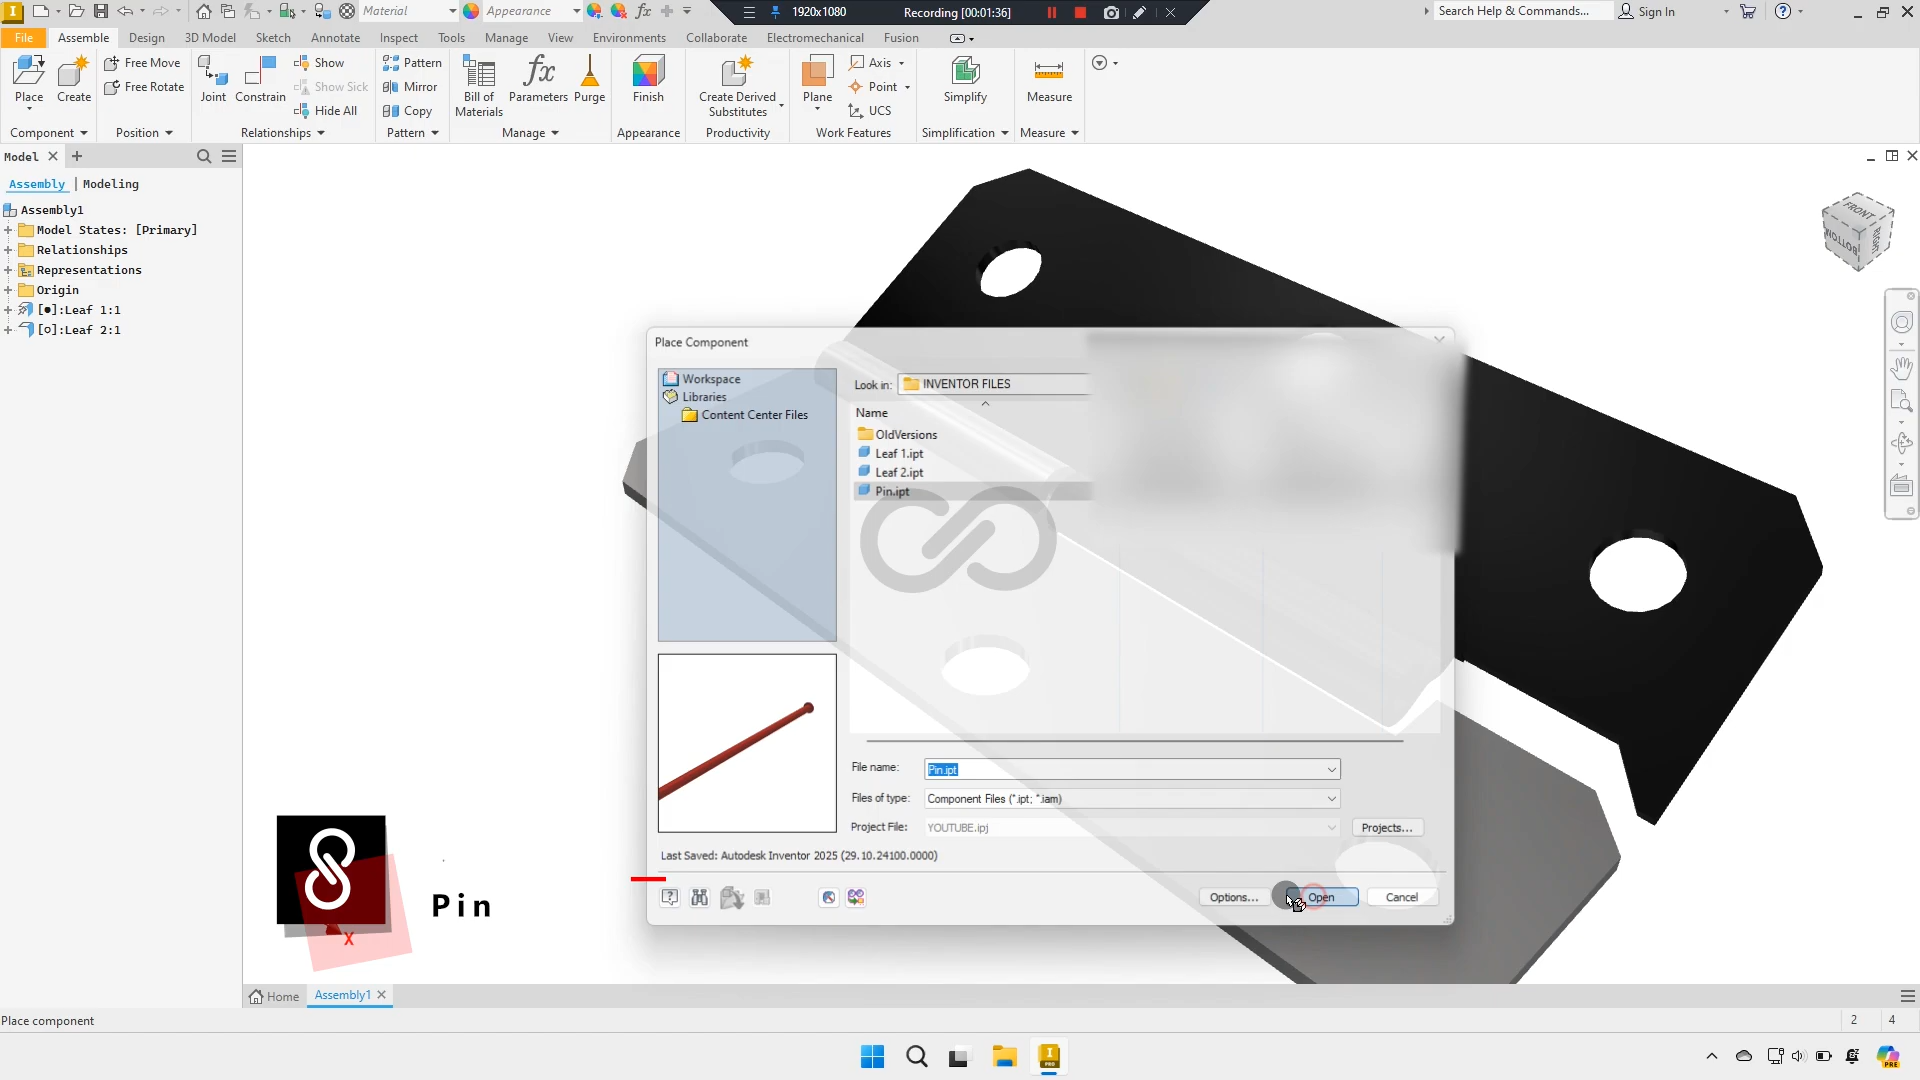 Material
Appearance
1920x1080
Recording [00:01:36]
Search Help & Commands...
Sign In
File
Assemble
Design
3D Model
Sketch
Annotate
Inspect
Tools
Manage
View
Environments
Collaborate
Electromechanical
Fusion
Place
Create
Free Move
Free Rotate
Joint
Constrain
Show
Show Sick
Hide All
Pattern
Mirror
Copy
Bill of
Materials
Parameters
Purge
Finish
Create Derived
Substitutes
Plane
Axis
Point
UCS
Simplify
Measure
Component
Position
Relationships
Pattern
Manage
Appearance
Productivity
Work Features
Simplification
Measure
Model
Assembly | Modeling
Assembly1
Model States: [Primary]
Relationships
Representations
Origin
[●]:Leaf 1:1
[○]:Leaf 2:1
FRONT
BOTTOM
RIGHT
Place Component
Workspace
Libraries
Content Center Files
Look in:
INVENTOR FILES
Name
OldVersions
Leaf 1.ipt
Leaf 2.ipt
Pin.ipt
File name:
Pin.ipt
Files of type:
Component Files (*.ipt; *.iam)
Project File:
YOUTUBE.ipj
Projects...
Last Saved: Autodesk Inventor 2025 (29.10.24100.0000)
Options...
Open
Cancel
X
Pin
Home
Assembly1
Place component
2
4
PRO
PRE